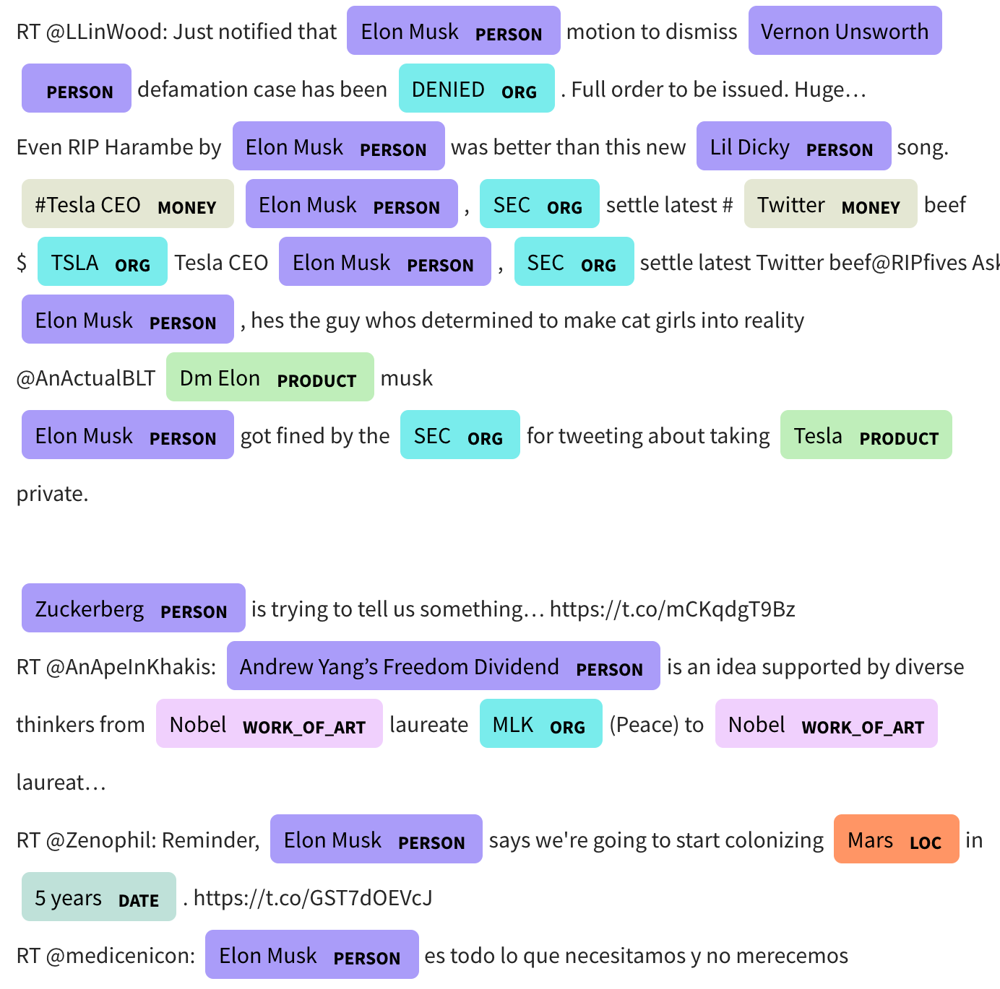 RT @LLinWood: Just notified that Elon Musk PERSON motion to dismiss Vernon Unsworth
PERSON defamation case has been DENIED ORG . Full order to be issued. Huge…
Even RIP Harambe by Elon Musk PERSON was better than this new Lil Dicky PERSON song.
#Tesla CEO MONEY Elon Musk PERSON , SEC ORG settle latest # Twitter MONEY beef
$ TSLA ORG Tesla CEO Elon Musk PERSON , SEC ORG settle latest Twitter beef@RIPfives Ask
Elon Musk PERSON , hes the guy whos determined to make cat girls into reality
@AnActualBLT Dm Elon PRODUCT musk
Elon Musk PERSON got fined by the SEC ORG for tweeting about taking Tesla PRODUCT
private.
Zuckerberg PERSON is trying to tell us something… https://t.co/mCKqdgT9Bz
RT @AnApeInKhakis: Andrew Yang’s Freedom Dividend PERSON is an idea supported by diverse
thinkers from Nobel WORK_OF_ART laureate MLK ORG (Peace) to Nobel WORK_OF_ART
laureat…
RT @Zenophil: Reminder, Elon Musk PERSON says we're going to start colonizing Mars LOC in
5 years DATE . https://t.co/GST7dOEVcJ
RT @medicenicon: Elon Musk PERSON es todo lo que necesitamos y no merecemos